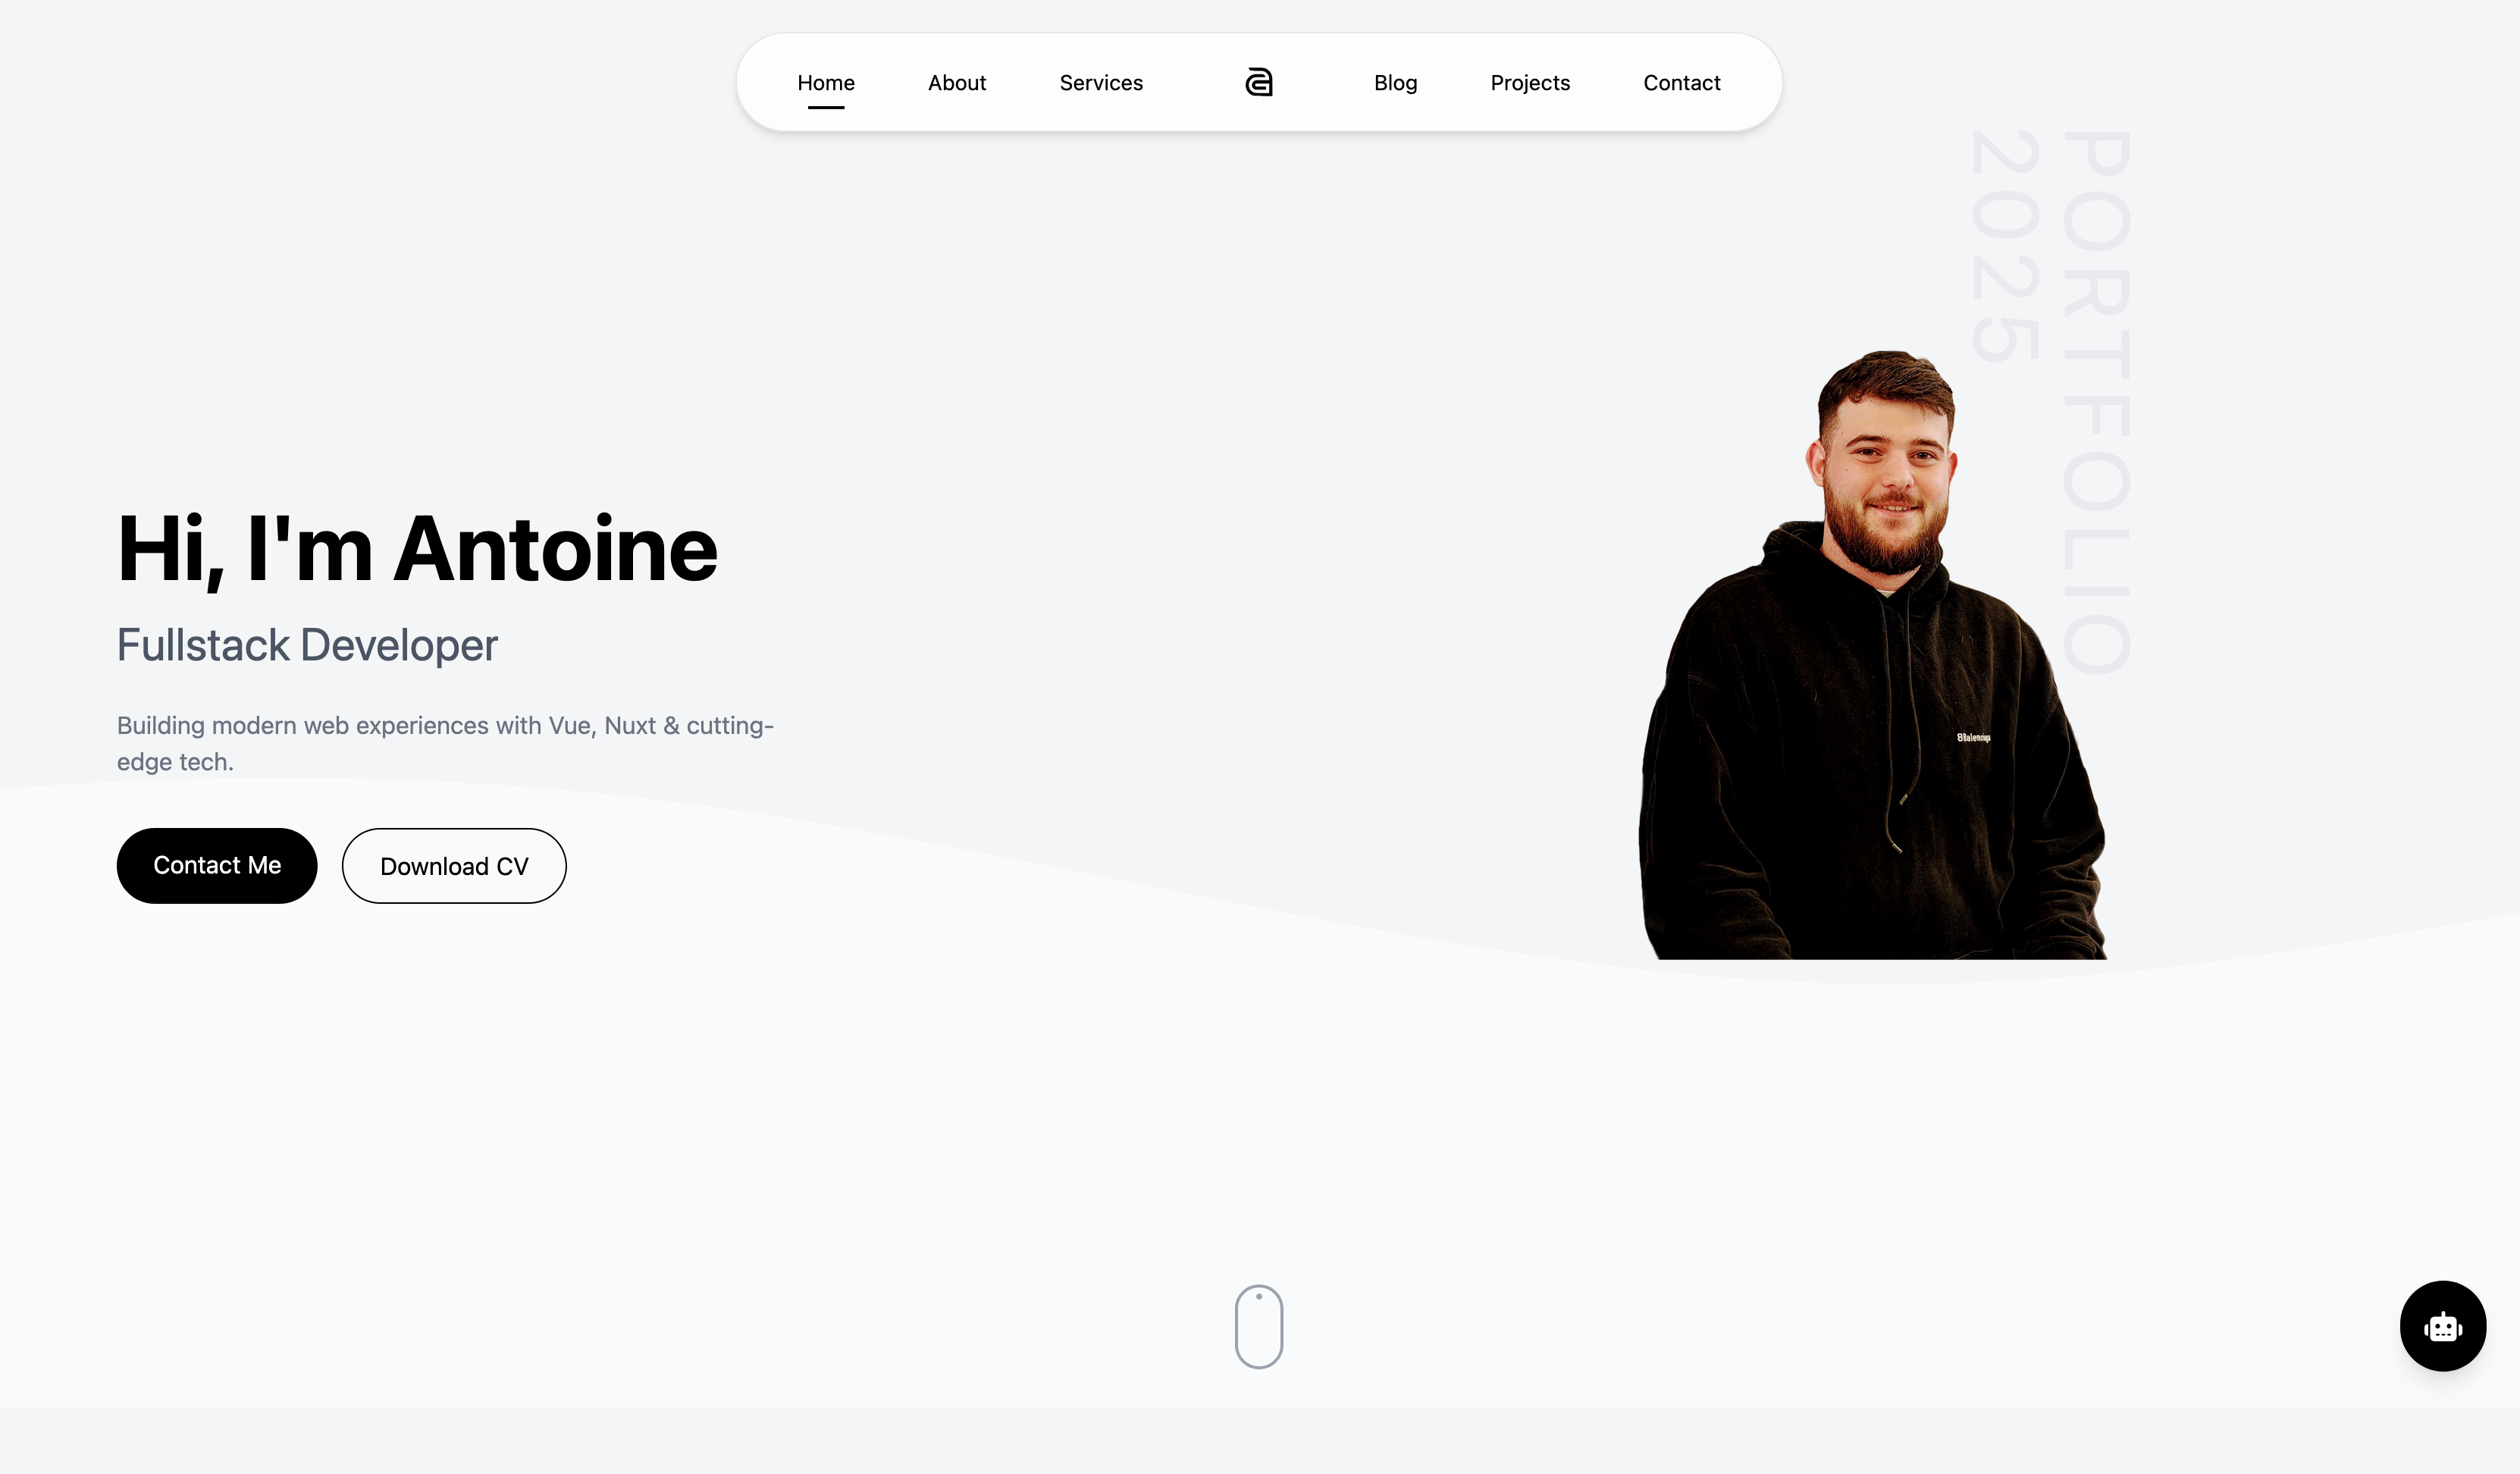 Home
About
Services
Blog
Projects
Contact
PORTFOLIO
2025
Hi, I'm Antoine
Fullstack Developer
Building modern web experiences with Vue, Nuxt & cutting-
edge tech.
Balenciaga
Contact Me
Download CV